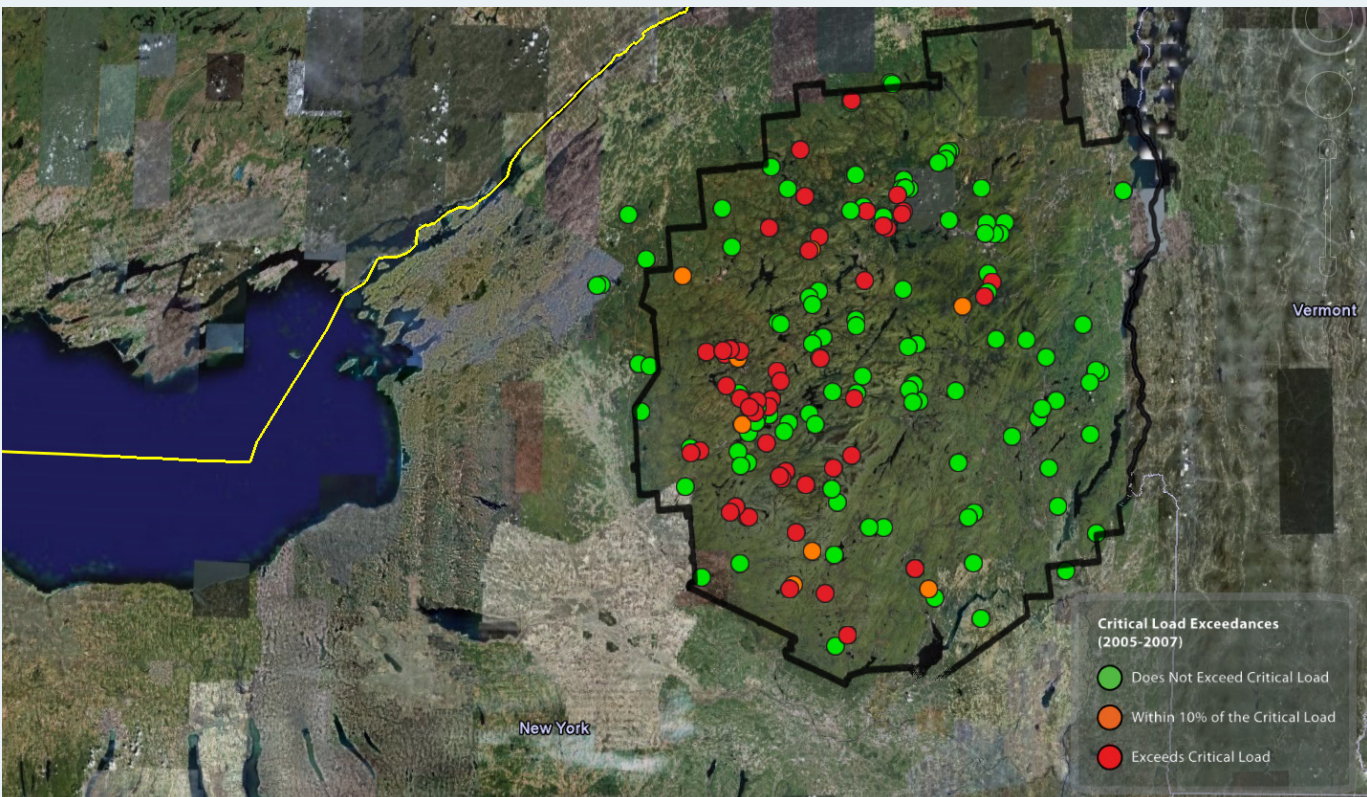 Vermont
Critical Load Exceedances
(2005-2007)
Does Not Exceed Critical Load
Within 10% of the Critical Load
Exceeds Critical Load
New York